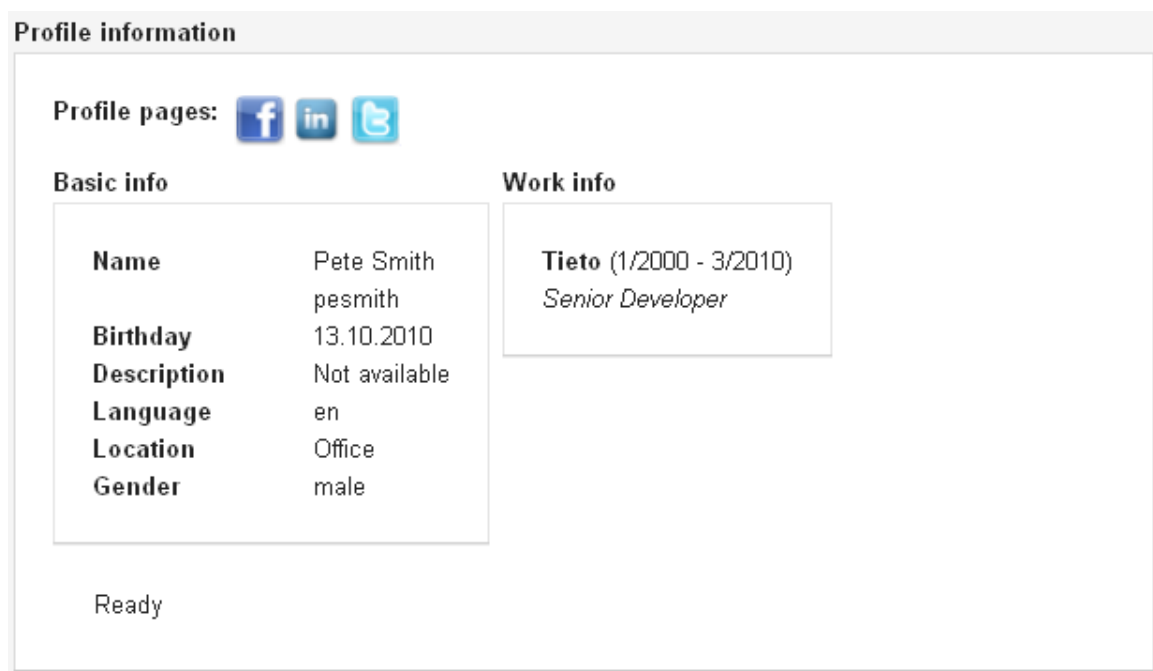 Profile information
Profile pages: f in t
Basic info
Name Pete Smith
pesmith
Birthday 13.10.2010
Description Not available
Language en
Location Office
Gender male
Work info
Tieto (1/2000 - 3/2010)
Senior Developer
Ready